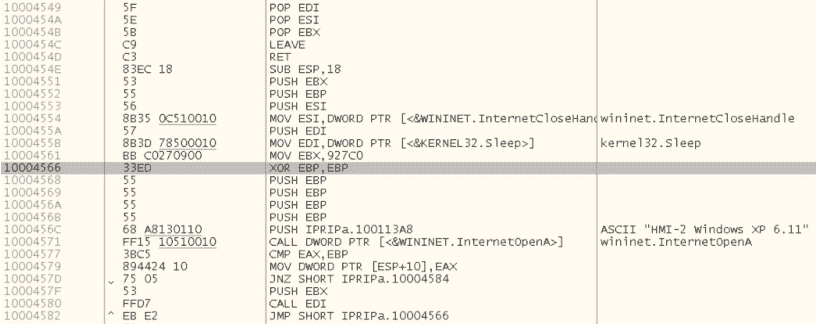 10004549 5F POP EDI
1000454A 5E POP ESI
1000454B 5B POP EBX
1000454C C9 LEAVE
1000454D C3 RET
1000454E 83EC 18 SUB ESP,18
10004551 53 PUSH EBX
10004552 55 PUSH EBP
10004553 56 PUSH ESI
10004554 8B35 0C510010 MOV ESI,DWORD PTR [<&WININET.InternetCloseHand wininet.InternetCloseHandle
1000455A 57 PUSH EDI
1000455B 8B3D 78500010 MOV EDI,DWORD PTR [<&KERNEL32.Sleep>] kernel32.Sleep
10004561 BB C0270900 MOV EBX,927C0
10004566 33ED XOR EBP,EBP
10004568 55 PUSH EBP
10004569 55 PUSH EBP
1000456A 55 PUSH EBP
1000456B 55 PUSH EBP
1000456C 68 A8130110 PUSH IPRIPa.100113A8 ASCII "HMI-2 Windows XP 6.11"
10004571 FF15 10510010 CALL DWORD PTR [<&WININET.InternetOpenA>] wininet.InternetOpenA
10004577 3BC5 CMP EAX,EBP
10004579 894424 10 MOV DWORD PTR [ESP+10],EAX
1000457D 75 05 JNZ SHORT IPRIPa.10004584
1000457F 53 PUSH EBX
10004580 FFD7 CALL EDI
10004582 ^ EB E2 JMP SHORT IPRIPa.10004566